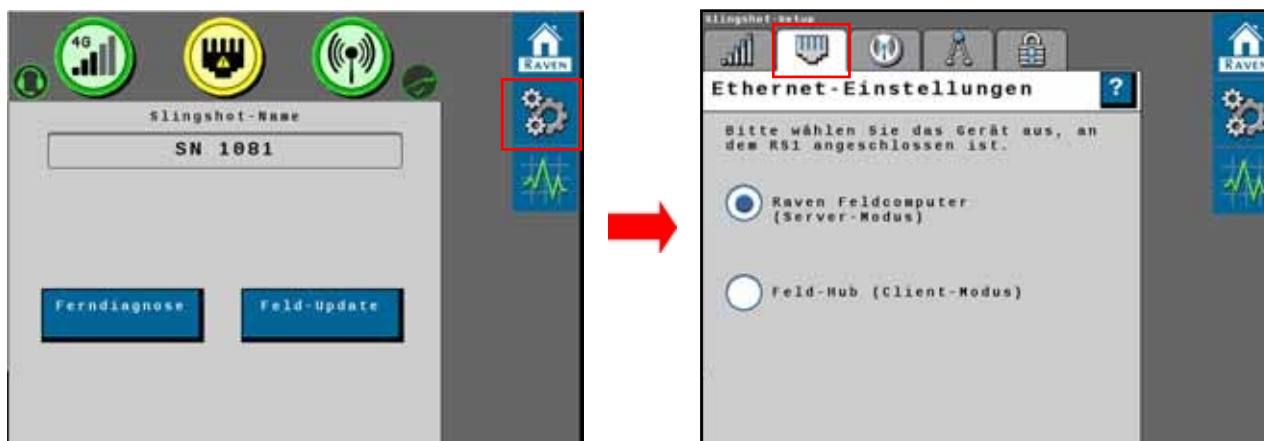 4G
RAVEN
Slingshot-Name
SN 1081
Ferndiagnose
Feld-Update
Slingshot-Setup
RAVEN
Ethernet-Einstellungen
?
Bitte wählen Sie das Gerät aus, an
dem RS1 angeschlossen ist.
Raven Feldcomputer
(Server-Modus)
Feld-Hub (Client-Modus)